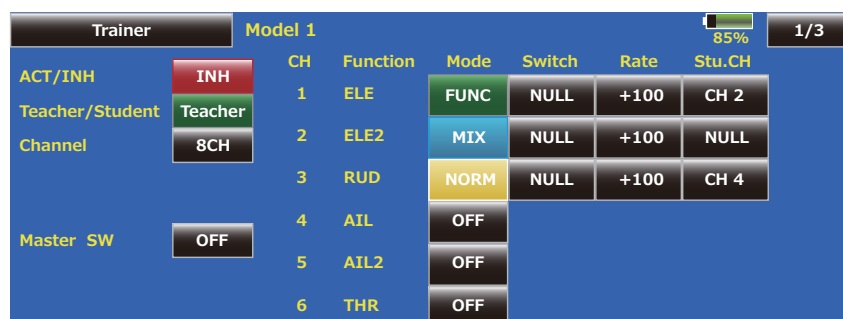 Trainer Model 1 85% 1/3
CH Function Mode Switch Rate Stu.CH
ACT/INH INH
1 ELE FUNC NULL +100 CH 2
Teacher/Student Teacher
2 ELE2 MIX NULL +100 NULL
Channel 8CH
3 RUD NORM NULL +100 CH 4
4 AIL OFF
Master SW OFF
5 AIL2 OFF
6 THR OFF